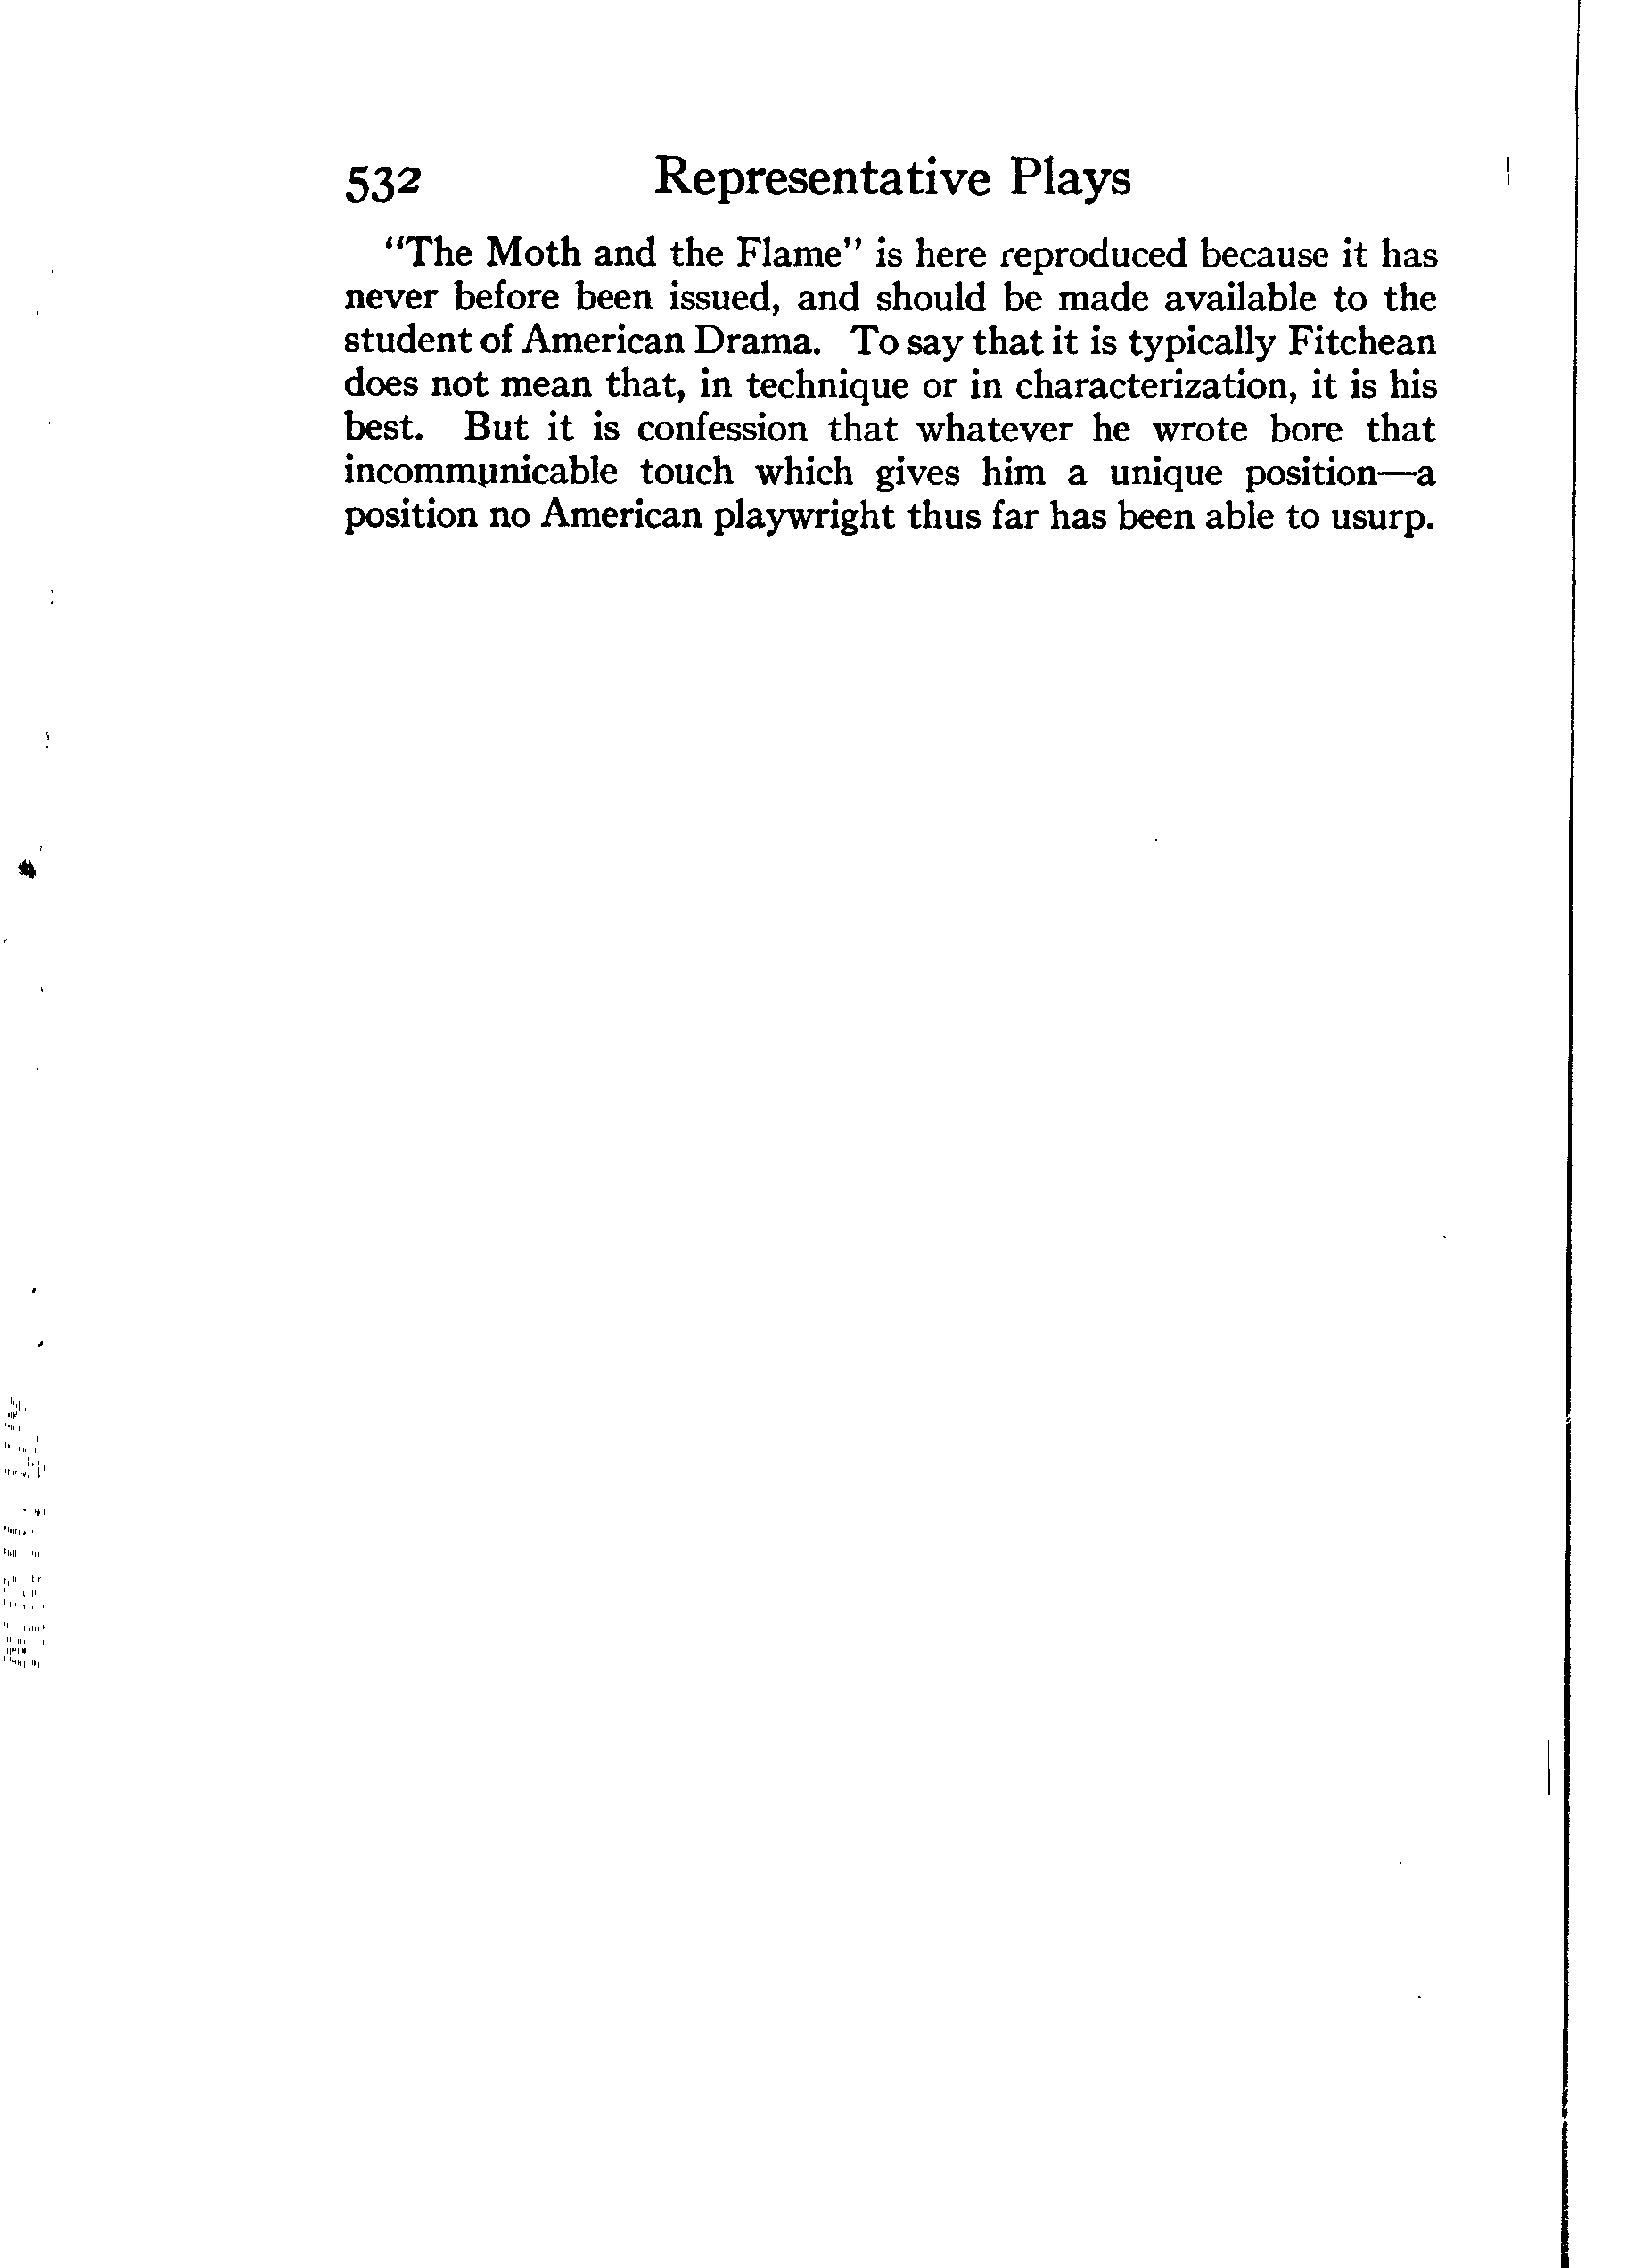 532 Representative Plays
"The Moth and the Flame" is here reproduced because it has
never before been issued, and should be made available to the
student of American Drama. To say that it is typically Fitchean
does not mean that, in technique or in characterization, it is his
best. But it is confession that whatever he wrote bore that
incommunicable touch which gives him a unique position—a
position no American playwright thus far has been able to usurp.